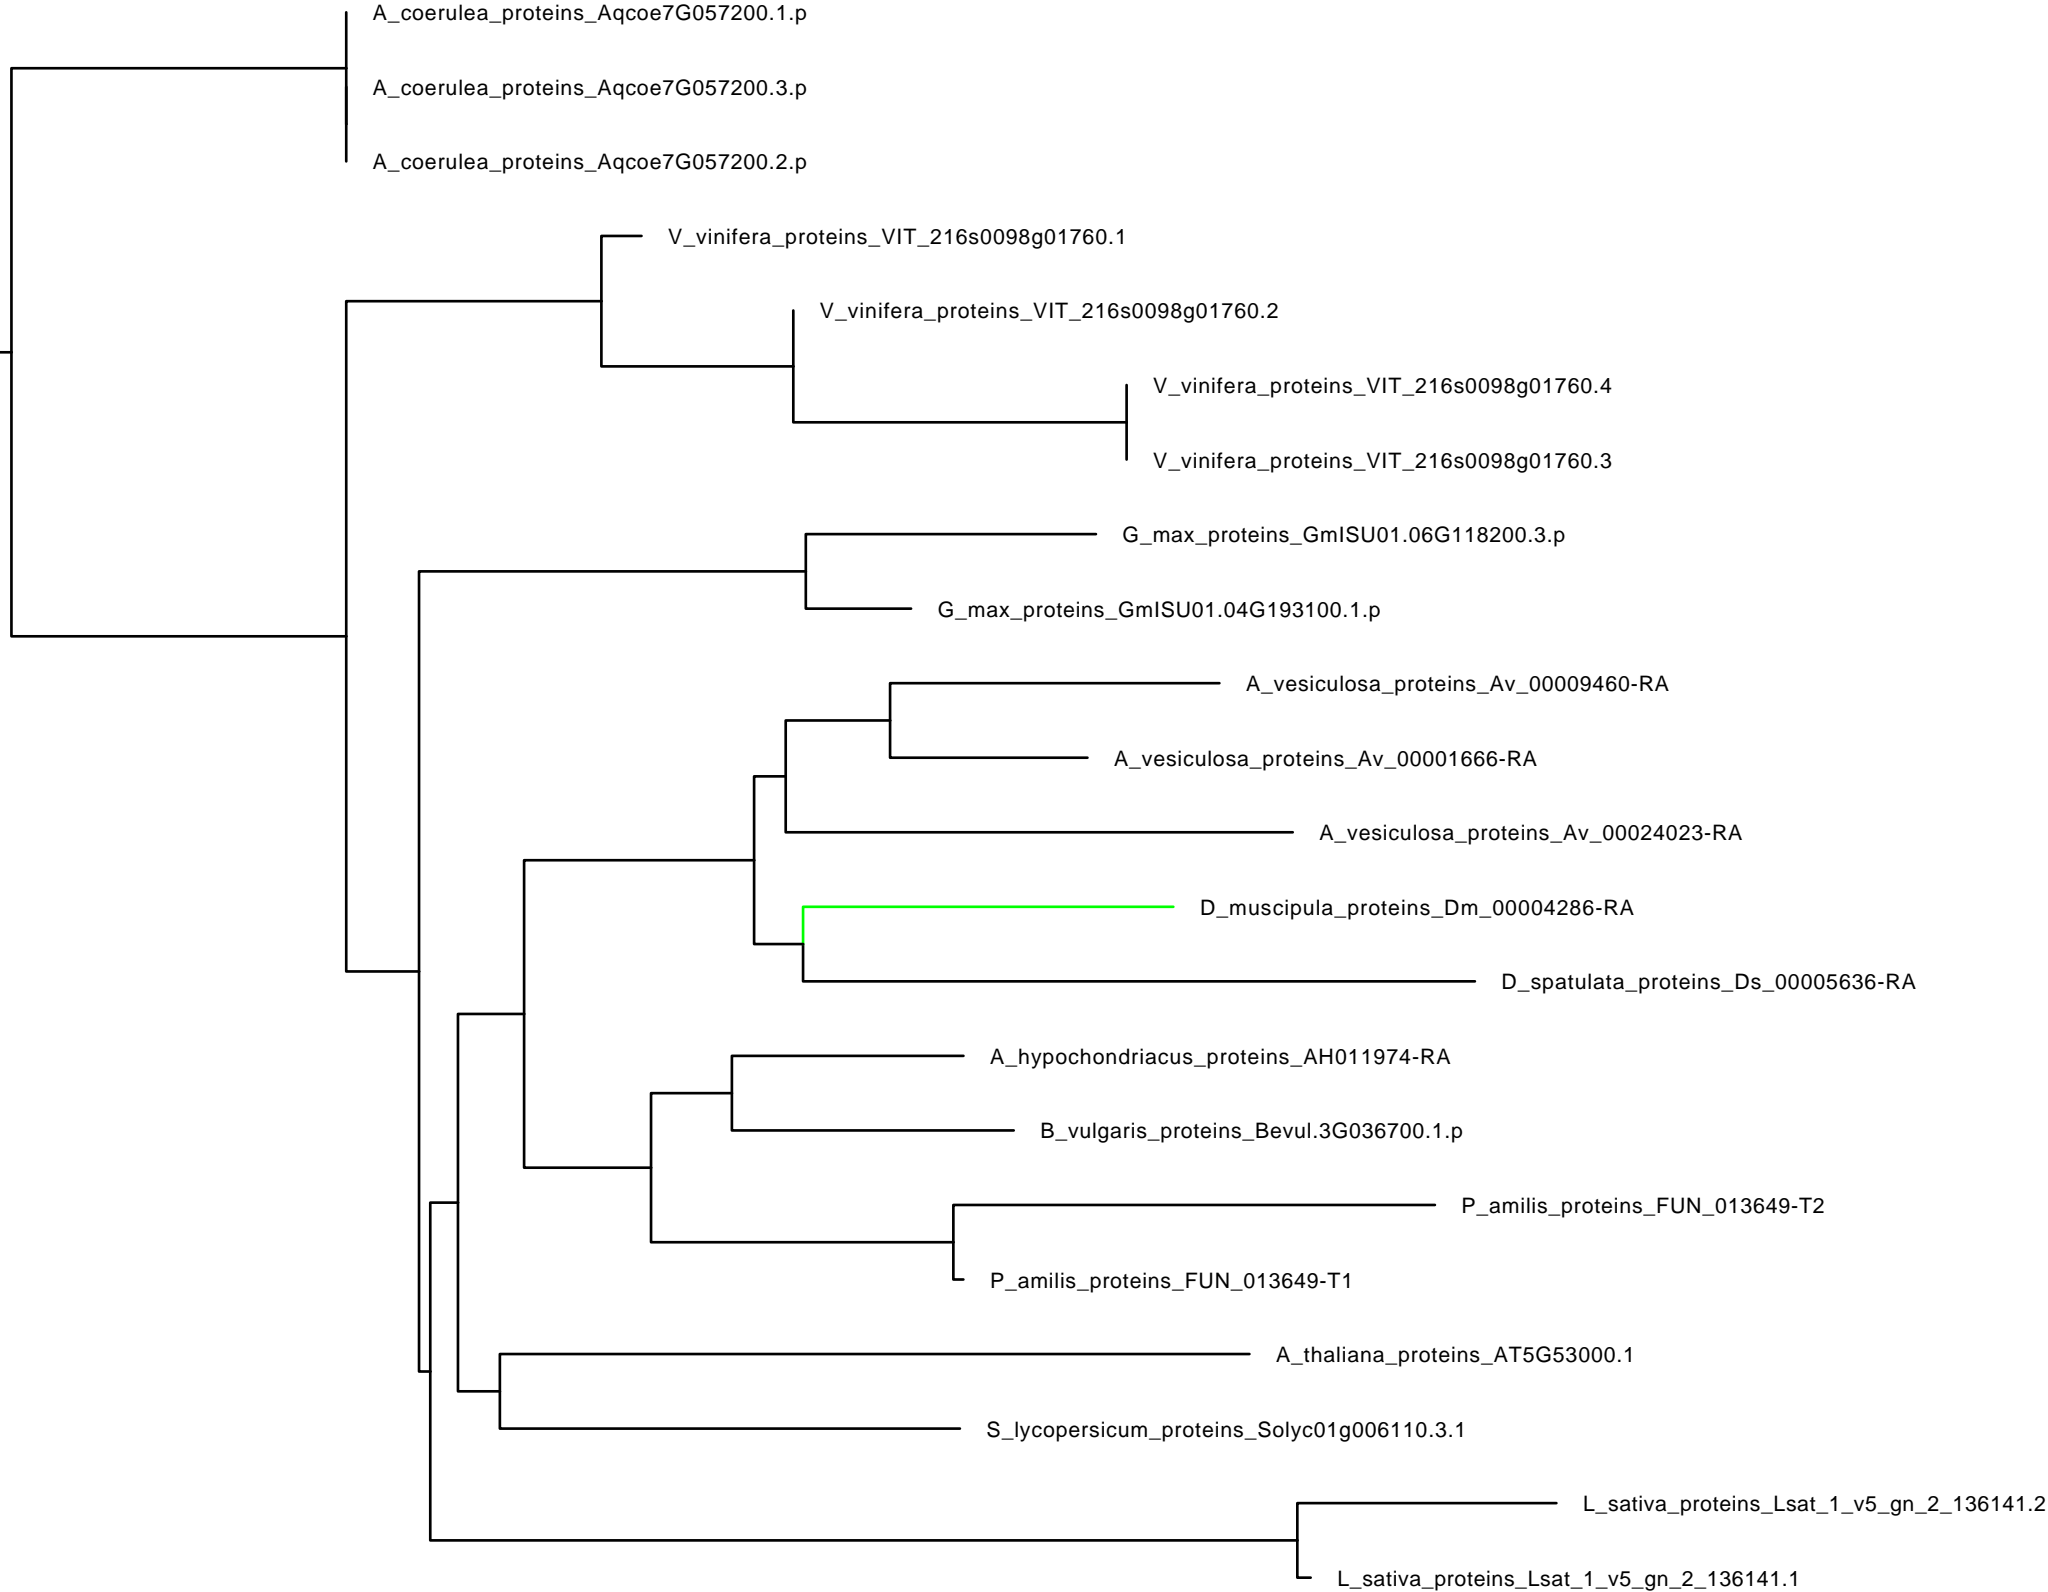 A_coerulea_proteins_Aqcoe7G057200.1.p
A_coerulea_proteins_Aqcoe7G057200.3.p
A_coerulea_proteins_Aqcoe7G057200.2.p
V_vinifera_proteins_VIT_216s0098g01760.1
V_vinifera_proteins_VIT_216s0098g01760.2
V_vinifera_proteins_VIT_216s0098g01760.4
V_vinifera_proteins_VIT_216s0098g01760.3
G_max_proteins_GmISU01.06G118200.3.p
G_max_proteins_GmISU01.04G193100.1.p
A_vesiculosa_proteins_Av_00009460-RA
A_vesiculosa_proteins_Av_00001666-RA
A_vesiculosa_proteins_Av_00024023-RA
D_muscipula_proteins_Dm_00004286-RA
D_spatulata_proteins_Ds_00005636-RA
A_hypochondriacus_proteins_AH011974-RA
B_vulgaris_proteins_Bevul.3G036700.1.p
P_amilis_proteins_FUN_013649-T2
P_amilis_proteins_FUN_013649-T1
A_thaliana_proteins_AT5G53000.1
S_lycopersicum_proteins_Solyc01g006110.3.1
L_sativa_proteins_Lsat_1_v5_gn_2_136141.2
L_sativa_proteins_Lsat_1_v5_gn_2_136141.1